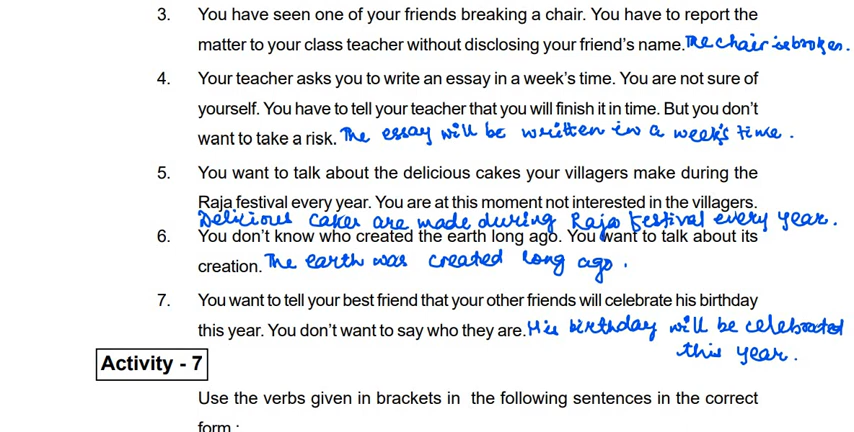 3. You have seen one of your friends breaking a chair. You have to report the
matter to your class teacher without disclosing your friend's name. The chair is broken.
4. Your teacher asks you to write an essay in a week's time. You are not sure of
yourself. You have to tell your teacher that you will finish it in time. But you don't
want to take a risk. The essay will be written in a week's time.
5. You want to talk about the delicious cakes your villagers make during the
Raja festival every year. You are at this moment not interested in the villagers.
Delicious cakes are made during Raja festival every year.
6. You don't know who created the earth long ago. You want to talk about its
creation. The earth was created long ago.
7. You want to tell your best friend that your other friends will celebrate his birthday
this year. You don't want to say who they are. His birthday will be celebrated
this year.
Activity - 7
Use the verbs given in brackets in the following sentences in the correct
form :